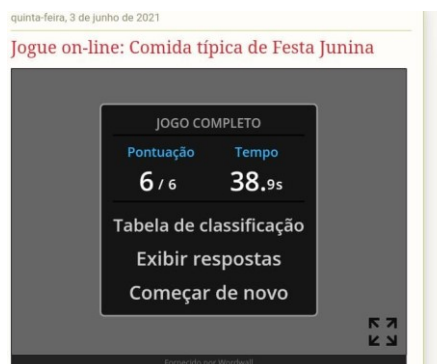 quinta-feira, 3 de junho de 2021
Jogue on-line: Comida típica de Festa Junina
JOGO COMPLETO
Pontuação Tempo
6 / 6 38.9s
Tabela de classificação
Exibir respostas
Começar de novo
Fornecido por Wordwall